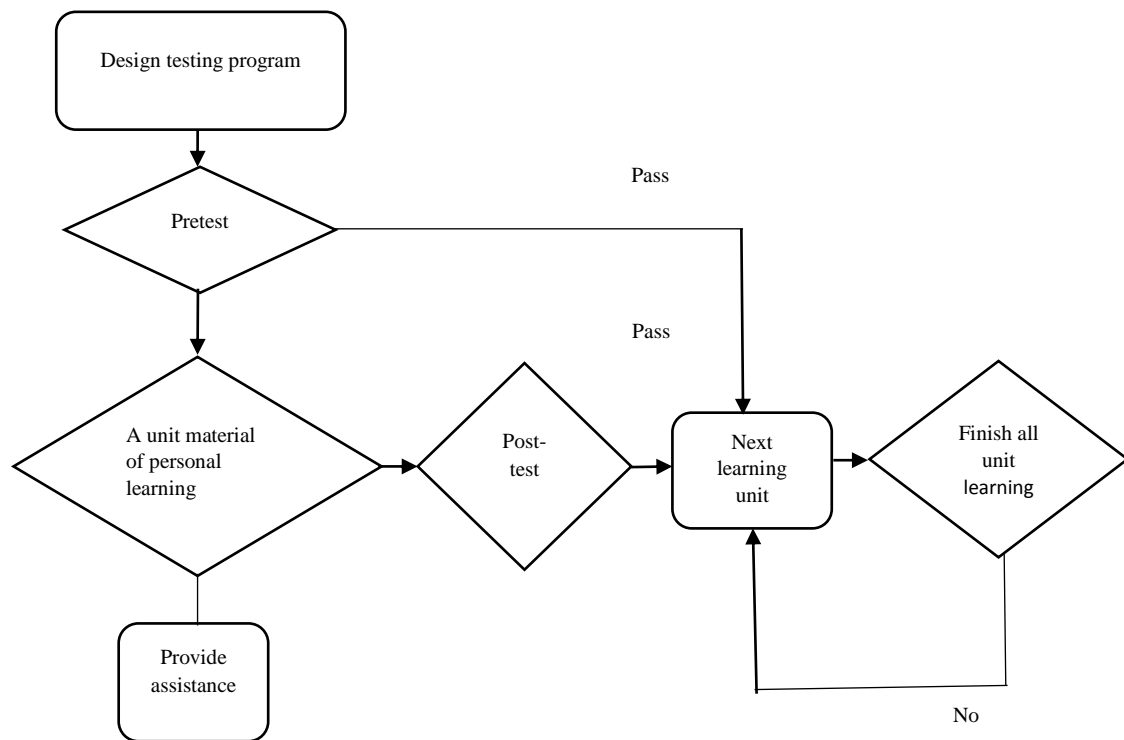 Design testing program
Pass
Pretest
Pass
A unit material
of personal
learning
Post-
test
Next
learning
unit
Finish all
unit
learning
Provide
assistance
No